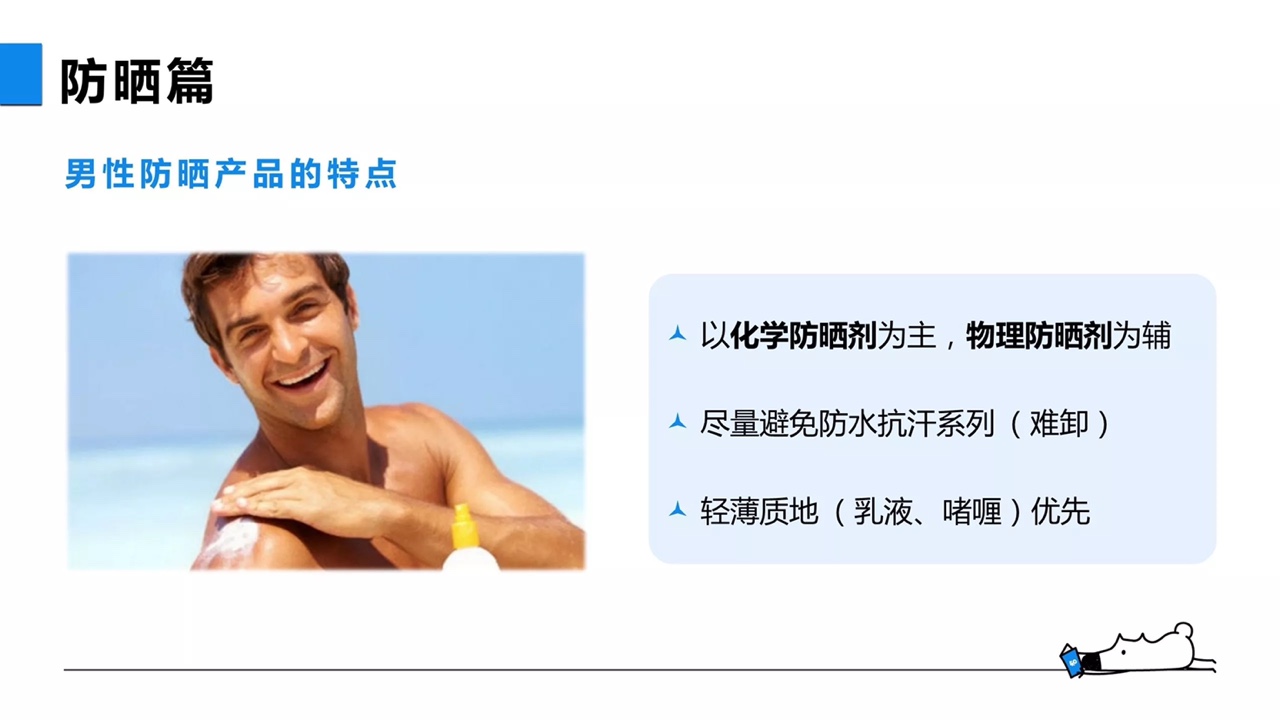 防晒篇
男性防晒产品的特点
以化学防晒剂为主，物理防晒剂为辅
尽量避免防水抗汗系列（难卸）
轻薄质地（乳液、啫喱）优先